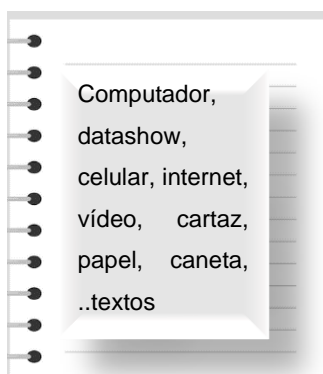 Computador,
datashow,
celular, internet,
vídeo, cartaz,
papel, caneta,
..textos